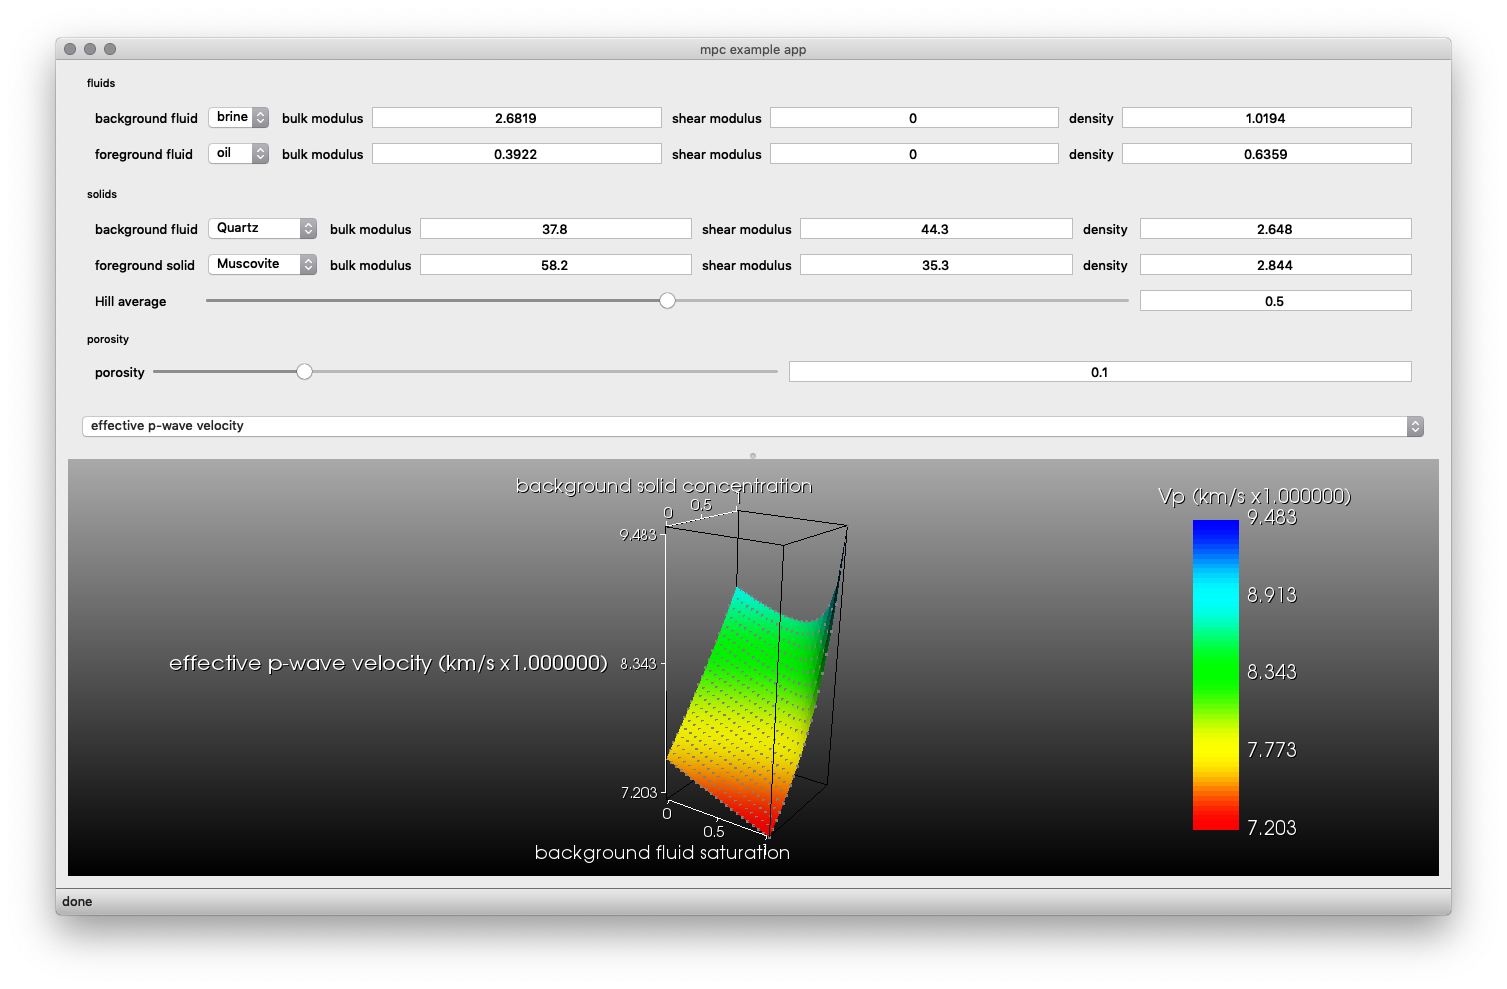 mpc example app
fluids
background fluid brine bulk modulus 2.6819 shear modulus 0 density 1.0194
foreground fluid oil bulk modulus 0.3922 shear modulus 0 density 0.6359
solids
background fluid Quartz bulk modulus 37.8 shear modulus 44.3 density 2.648
foreground solid Muscovite bulk modulus 58.2 shear modulus 35.3 density 2.844
Hill average 0.5
porosity
porosity 0.1
effective p-wave velocity
background solid concentration
0 0.5 1
9.483
effective p-wave velocity (km/s x1.000000) 8.343
7.203
0 0.5 1
background fluid saturation
Vp (km/s x1.000000)
9.483
8.913
8.343
7.773
7.203
done